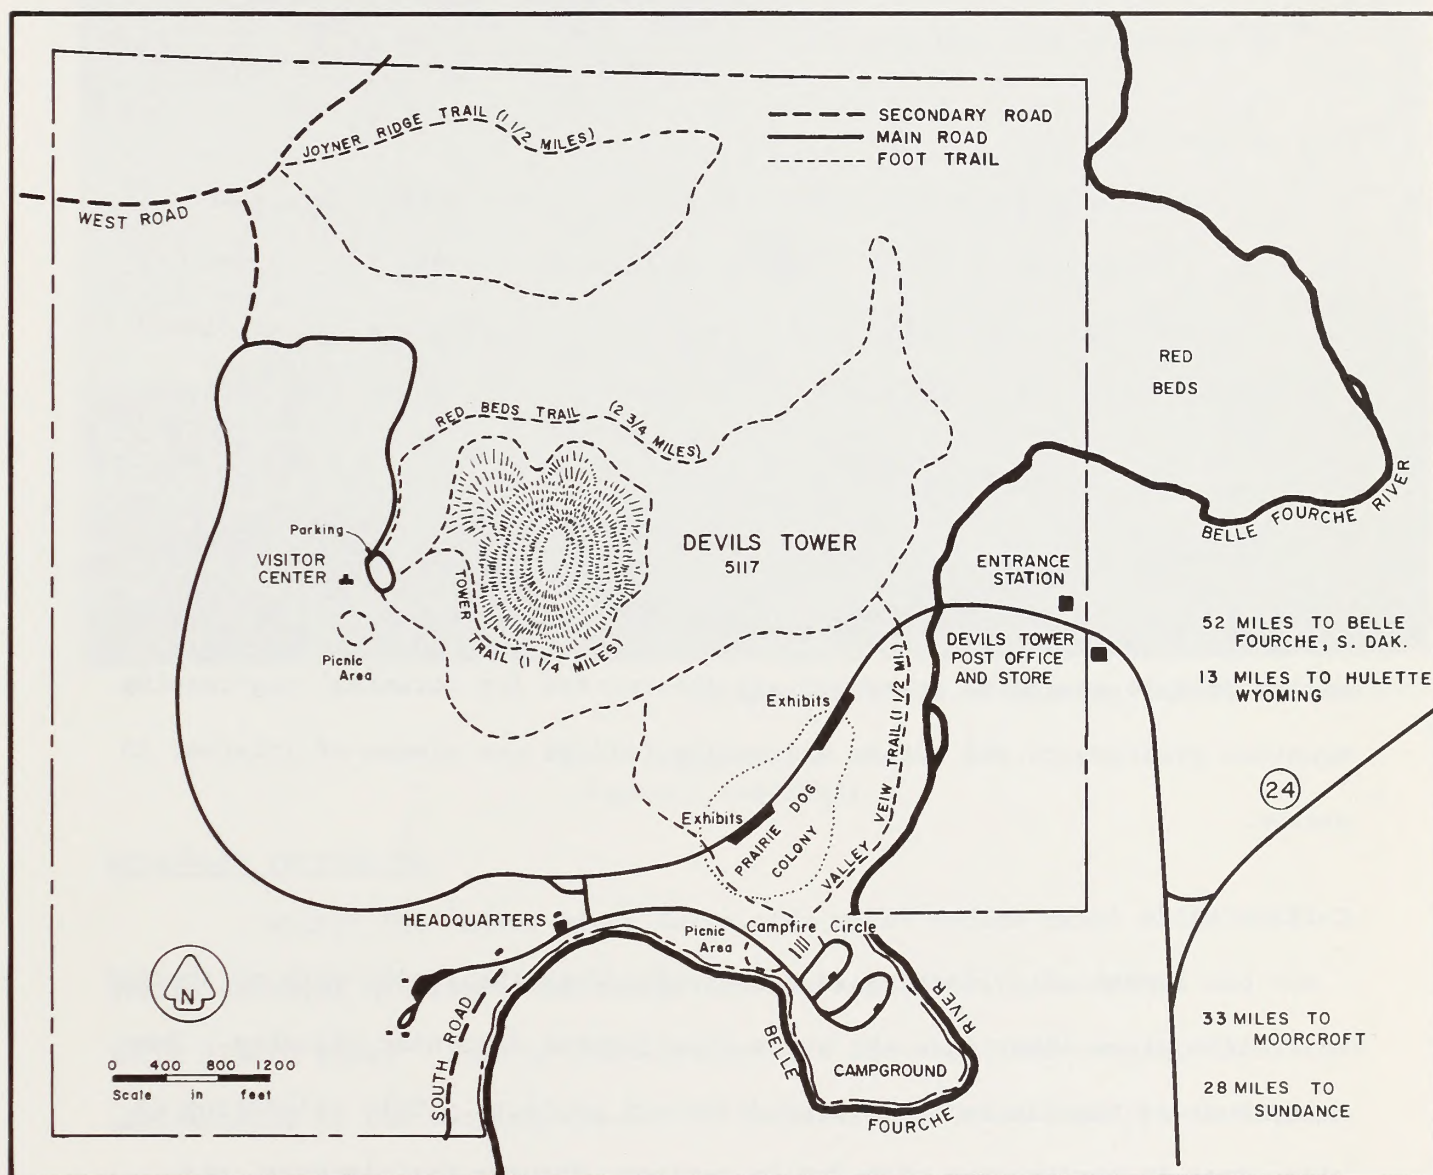 JOYNER RIDGE TRAIL (1 1/2 MILES)
SECONDARY ROAD
MAIN ROAD
FOOT TRAIL
WEST ROAD
RED
BEDS
RED BEDS TRAIL (2 3/4 MILES)
BELLE FOURCHE RIVER
Parking
VISITOR
CENTER
DEVILS TOWER
5117
TOWER
TRAIL (1 1/4 MILES)
Picnic
Area
ENTRANCE
STATION
DEVILS TOWER
POST OFFICE
AND STORE
52 MILES TO BELLE
FOURCHE, S. DAK.
13 MILES TO HULETTE
WYOMING
Exhibits
Exhibits
PRAIRIE DOG
COLONY
VALLEY VEIW TRAIL (1 1/2 MI.)
24
HEADQUARTERS
Picnic
Area
Campfire Circle
N
0 400 800 1200
Scale in feet
SOUTH ROAD
BELLE
FOURCHE
RIVER
CAMPGROUND
33 MILES TO
MOORCROFT
28 MILES TO
SUNDANCE